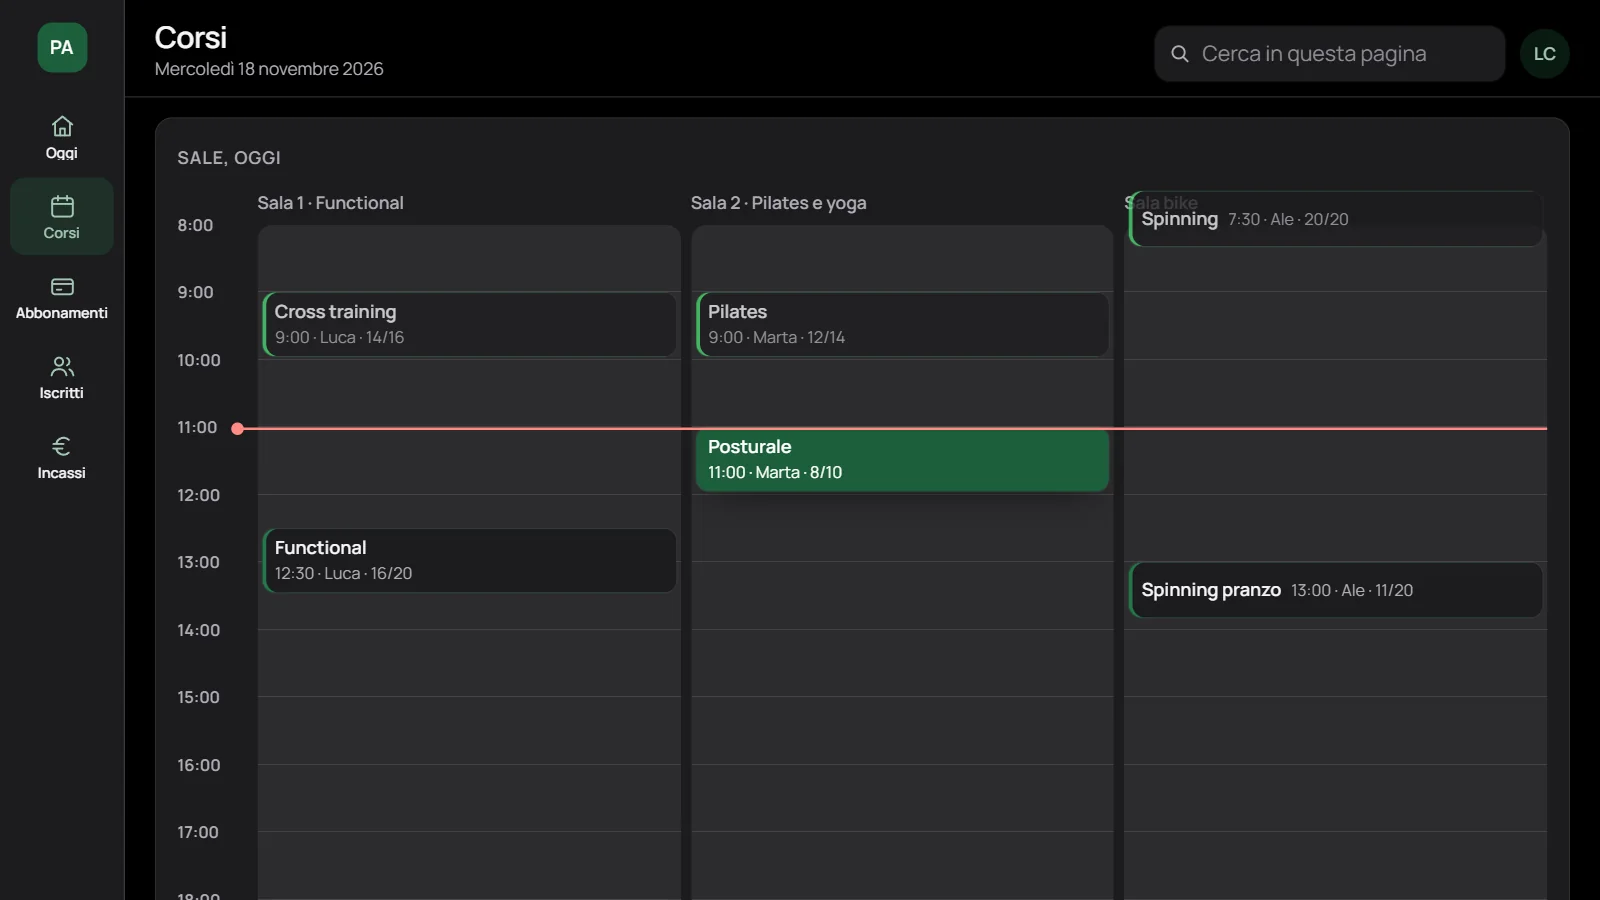 PA
Oggi
Corsi
Abbonamenti
Iscritti
Incassi
Corsi
Mercoledì 18 novembre 2026
Cerca in questa pagina
LC
SALE, OGGI
Sala 1 · Functional
Sala 2 · Pilates e yoga
Sala bike
8:00
9:00
10:00
11:00
12:00
13:00
14:00
15:00
16:00
17:00
18:00
Cross training
9:00 · Luca · 14/16
Functional
12:30 · Luca · 16/20
Pilates
9:00 · Marta · 12/14
Posturale
11:00 · Marta · 8/10
Spinning 7:30 · Ale · 20/20
Spinning pranzo 13:00 · Ale · 11/20